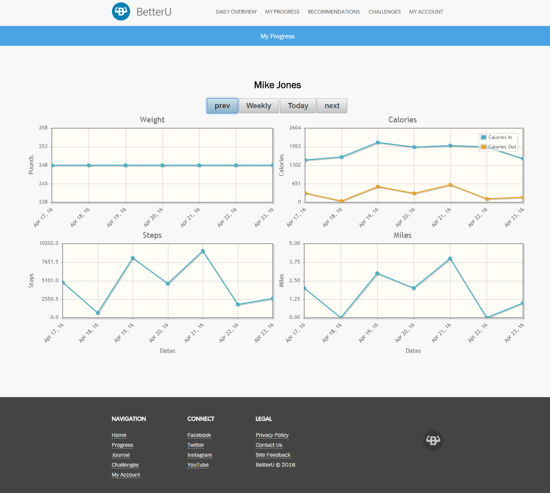 BetterU
DAILY OVERVIEW MY PROGRESS RECOMMENDATIONS CHALLENGES MY ACCOUNT
My Progress
Mike Jones
prev Weekly Today next
Weight
258
253
248
243
238
Pounds
Apr 17, 16 Apr 18, 16 Apr 19, 16 Apr 20, 16 Apr 21, 16 Apr 22, 16 Apr 23, 16
Calories
2604
1953
1302
651
0
Calories
Calories In
Calories Out
Apr 17, 16 Apr 18, 16 Apr 19, 16 Apr 20, 16 Apr 21, 16 Apr 22, 16 Apr 23, 16
Steps
10202.0
7651.5
5101.0
2550.5
0.0
Steps
Apr 17, 16 Apr 18, 16 Apr 19, 16 Apr 20, 16 Apr 21, 16 Apr 22, 16 Apr 23, 16
Dates
Miles
5.00
3.75
2.50
1.25
0.00
Miles
Apr 17, 16 Apr 18, 16 Apr 19, 16 Apr 20, 16 Apr 21, 16 Apr 22, 16 Apr 23, 16
Dates
NAVIGATION
Home
Progress
Journal
Challenges
My Account
CONNECT
Facebook
Twitter
Instagram
YouTube
LEGAL
Privacy Policy
Contact Us
Site Feedback
BetterU © 2016